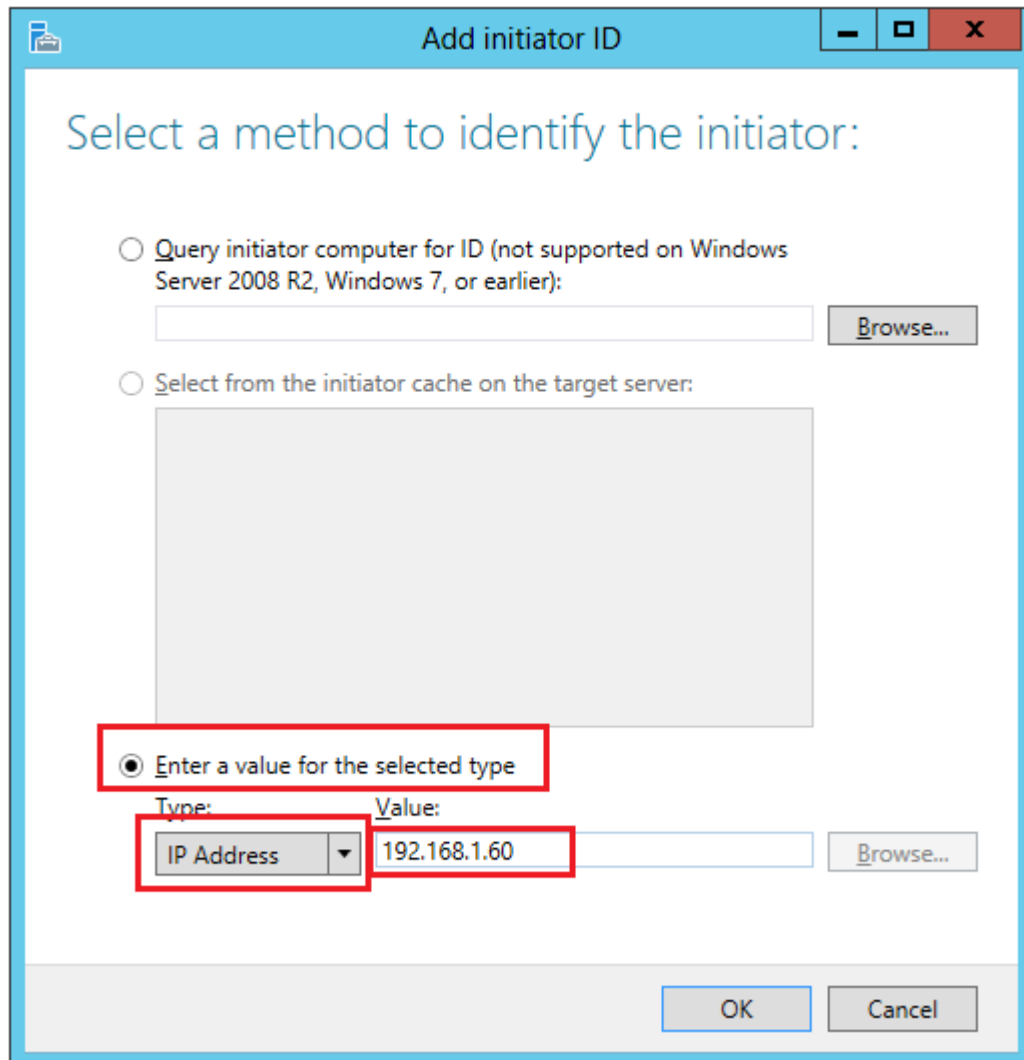 Add initiator ID
Select a method to identify the initiator:
Query initiator computer for ID (not supported on Windows
Server 2008 R2, Windows 7, or earlier):
Browse...
Select from the initiator cache on the target server:
Enter a value for the selected type
Type: Value:
IP Address 192.168.1.60 Browse...
OK Cancel